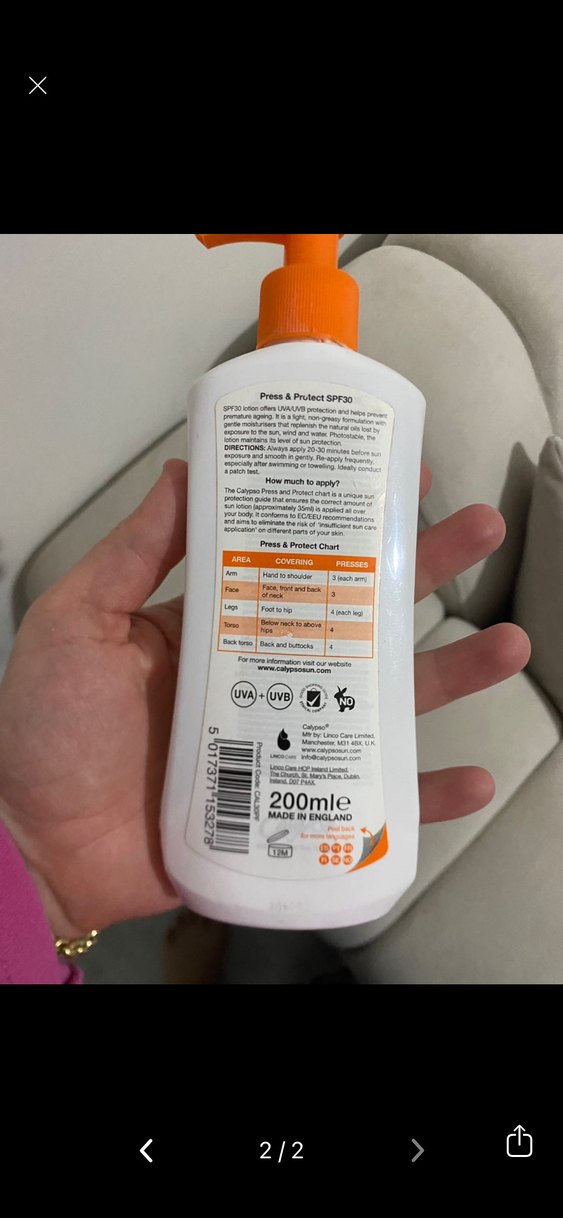 Press & Protect SPF30
SPF30 lotion offers UVA/UVB protection and helps prevent
premature ageing. It is a light, non-greasy formulation with
gentle moisturisers that replenish the natural oils lost by
exposure to the sun, wind and water. Photostable, the
lotion maintains its level of sun protection.
DIRECTIONS: Always apply 20-30 minutes before sun
exposure and smooth in gently. Re-apply frequently,
especially after swimming or towelling. Ideally conduct
a patch test.
How much to apply?
The Calypso Press and Protect chart is a unique sun
protection guide that ensures the correct amount of
sun lotion (approximately 35ml) is applied all over
your body. It conforms to EC/EEU recommendations
and aims to eliminate the risk of 'insufficient sun care
application' on different parts of your skin.
Press & Protect Chart
AREA COVERING PRESSES
Arm Hand to shoulder 3 (each arm)
Face Face, front and back
of neck 3
Legs Foot to hip 4 (each leg)
Torso Below neck to above
hips 4
Back torso Back and buttocks 4
For more information visit our website
www.calypsosun.com
UVA + UVB
NO
Calypso®
Mfr by: Linco Care Limited,
Manchester, M31 4BX, U.K.
www.calypsosun.com
info@calypsosun.com
LINCO CARE
Linco Care HCP Ireland Limited,
The Church, St. Mary's Place, Dublin,
Ireland, D07 P4AX.
5 017371 153278
Product Code: CAL30PF
200ml e
MADE IN ENGLAND
12M
Peel back
for more languages
ES PT FR
PL SE NO
2 / 2